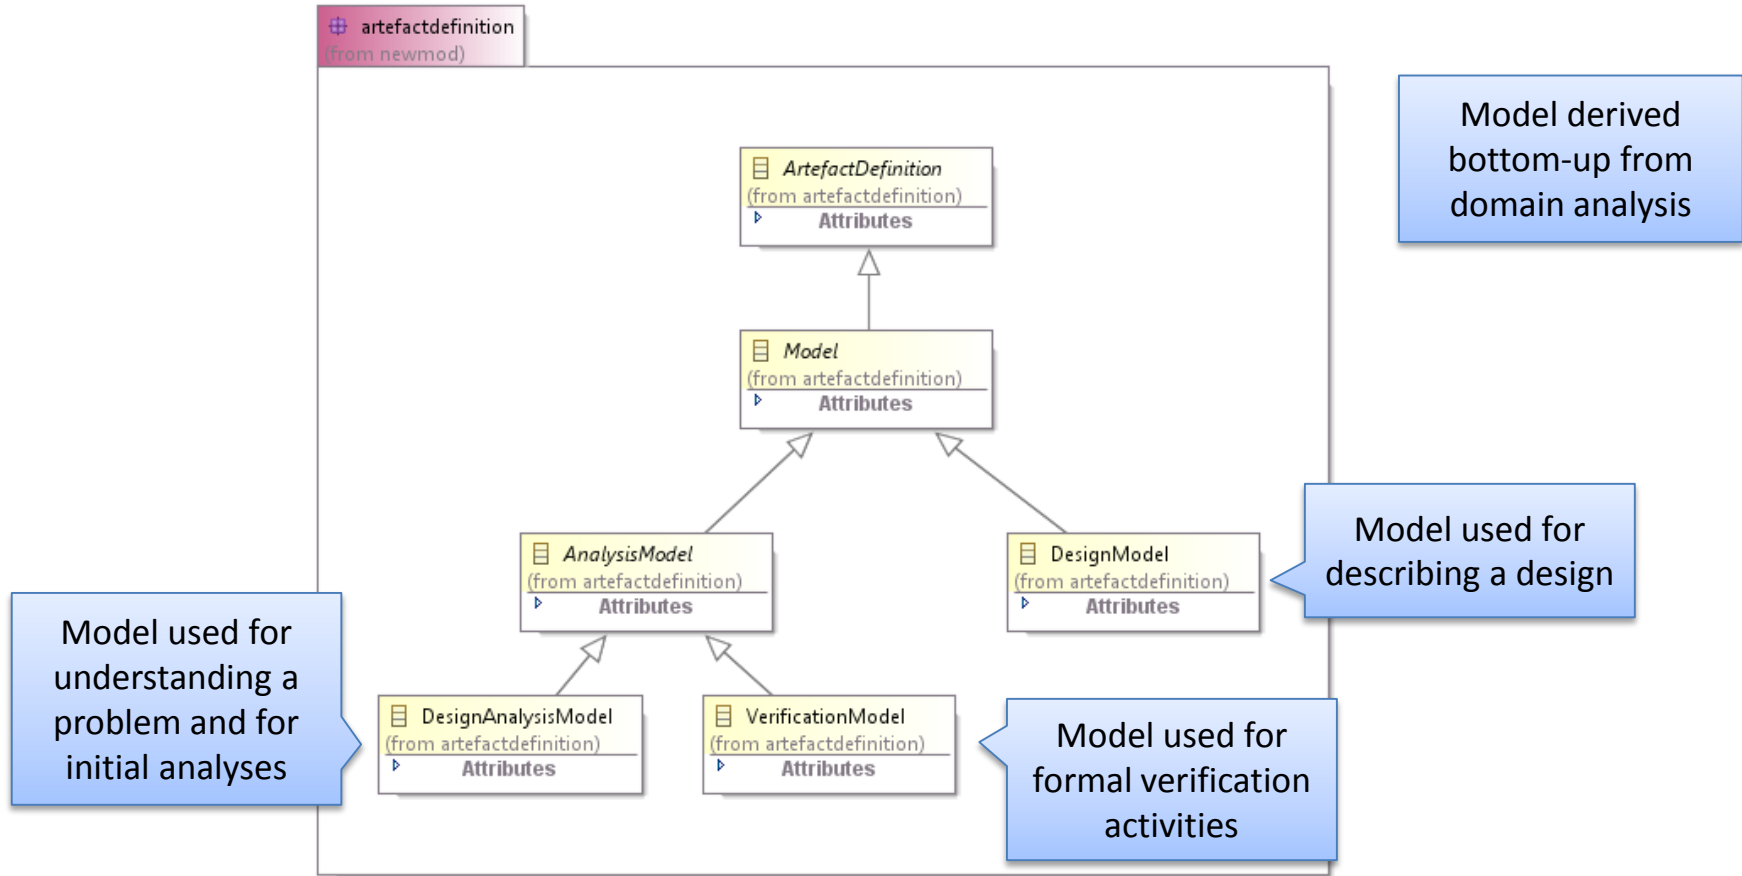 artefactdefinition
(from newmod)
Model derived
bottom-up from
domain analysis
ArtefactDefinition
(from artefactdefinition)
Attributes
Model
(from artefactdefinition)
Attributes
AnalysisModel
(from artefactdefinition)
Attributes
DesignModel
(from artefactdefinition)
Attributes
Model used for
describing a design
Model used for
understanding a
problem and for
initial analyses
DesignAnalysisModel
(from artefactdefinition)
Attributes
VerificationModel
(from artefactdefinition)
Attributes
Model used for
formal verification
activities